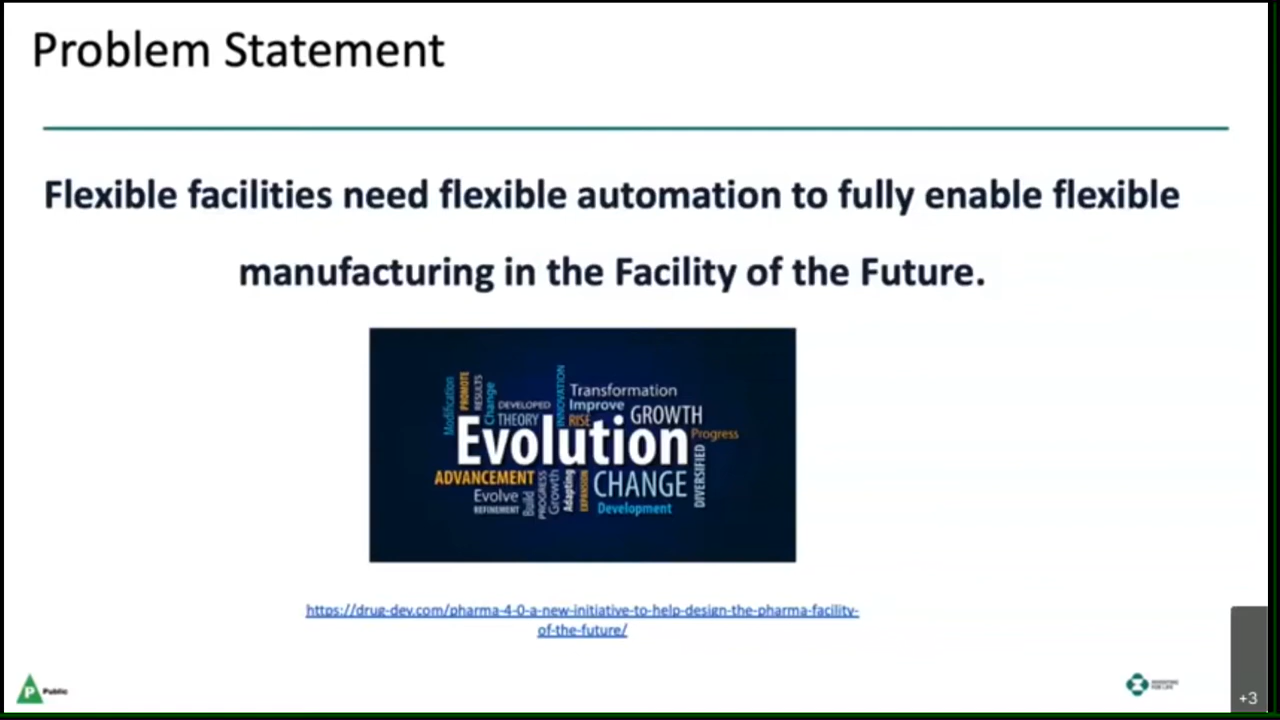 Problem Statement
Flexible facilities need flexible automation to fully enable flexible
manufacturing in the Facility of the Future.
Modification
PROMOTE
RESULTS
Change
DEVELOPED
THEORY
INNOVATION
Transformation
Improve
RISE
GROWTH
Evolution
Progress
ADVANCEMENT
Evolve
REFINEMENT
Build
PROGRESS
Growth
Adapting
EXPANSION
CHANGE
Development
DIVERSIFIED
https://drug-dev.com/pharma-4-0-a-new-initiative-to-help-design-the-pharma-facility-
of-the-future/
P
Public
INVENTING
FOR LIFE
+3